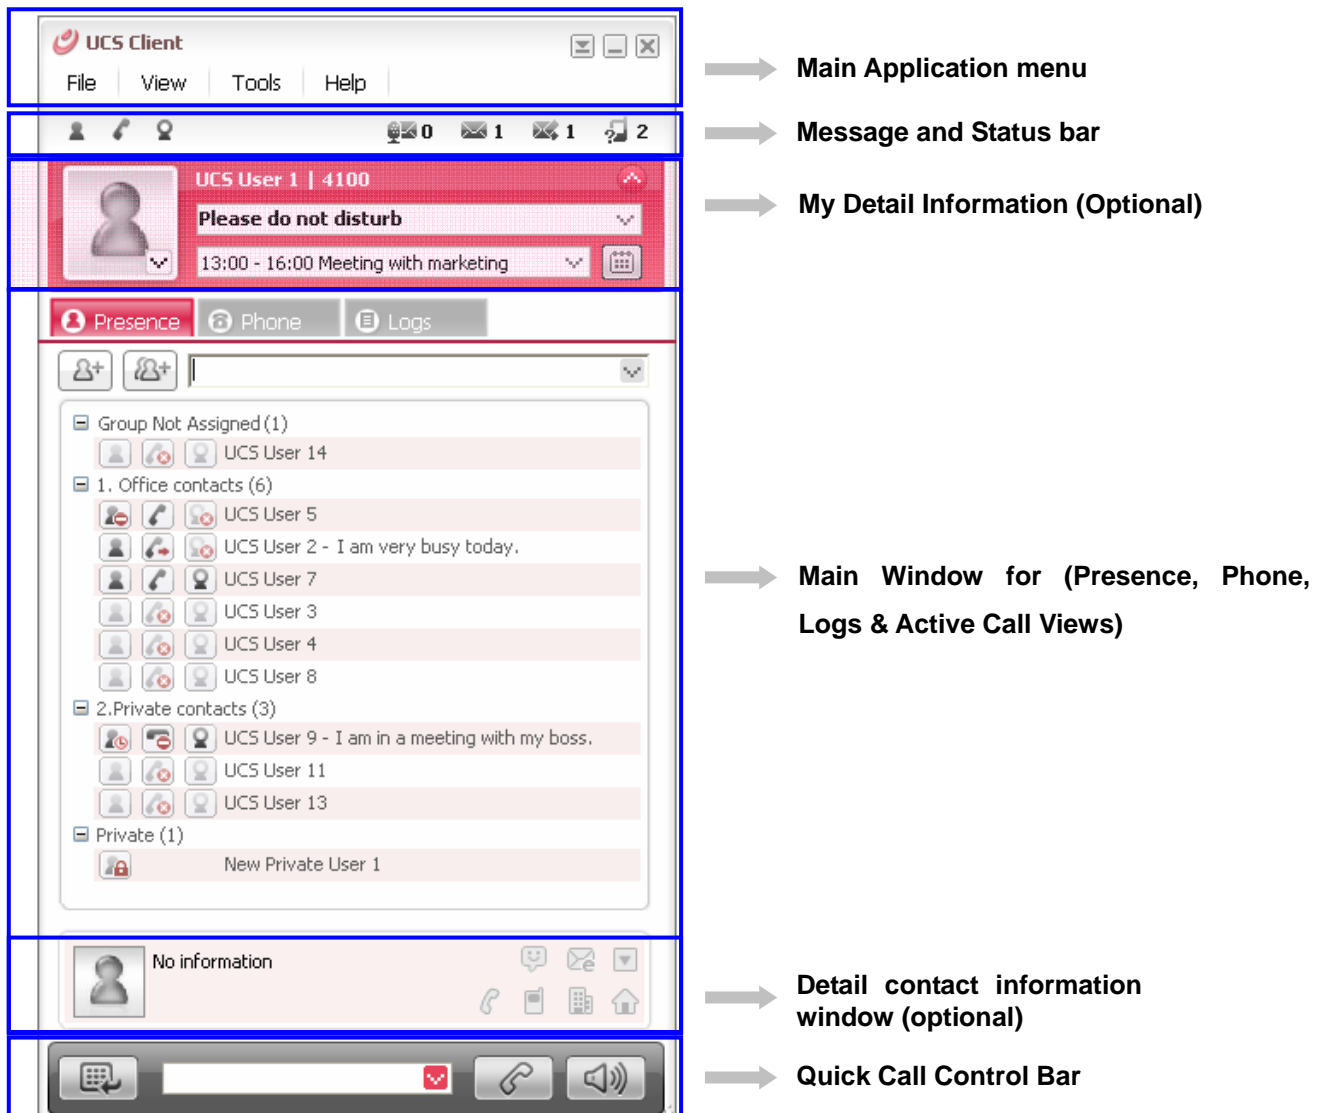 UCS Client
File View Tools Help
Main Application menu
0 1 1 2
Message and Status bar
UCS User 1 | 4100
Please do not disturb
13:00 - 16:00 Meeting with marketing
My Detail Information (Optional)
Presence Phone Logs
Group Not Assigned (1)
UCS User 14
1. Office contacts (6)
UCS User 5
UCS User 2 - I am very busy today.
UCS User 7
UCS User 3
UCS User 4
UCS User 8
2.Private contacts (3)
UCS User 9 - I am in a meeting with my boss.
UCS User 11
UCS User 13
Private (1)
New Private User 1
Main Window for (Presence, Phone,
Logs & Active Call Views)
No information
Detail contact information
window (optional)
Quick Call Control Bar